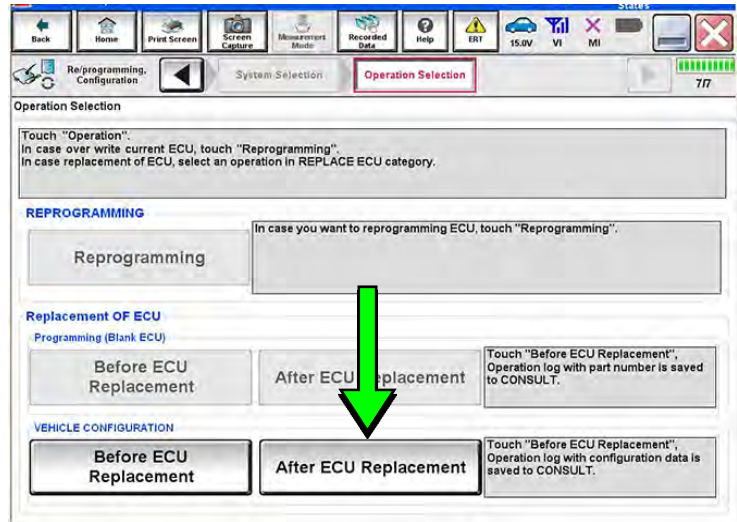 States
Back
Home
Print Screen
Screen
Capture
Measurement
Mode
Recorded
Data
Help
ERT
15.0V
VI
MI
Re/programming,
Configuration
System Selection
Operation Selection
7/7
Operation Selection
Touch "Operation".
In case over write current ECU, touch "Reprogramming".
In case replacement of ECU, select an operation in REPLACE ECU category.
REPROGRAMMING
Reprogramming
In case you want to reprogramming ECU, touch "Reprogramming".
Replacement OF ECU
Programming (Blank ECU)
Before ECU
Replacement
After ECU Replacement
Touch "Before ECU Replacement",
Operation log with part number is saved
to CONSULT.
VEHICLE CONFIGURATION
Before ECU
Replacement
After ECU Replacement
Touch "Before ECU Replacement",
Operation log with configuration data is
saved to CONSULT.